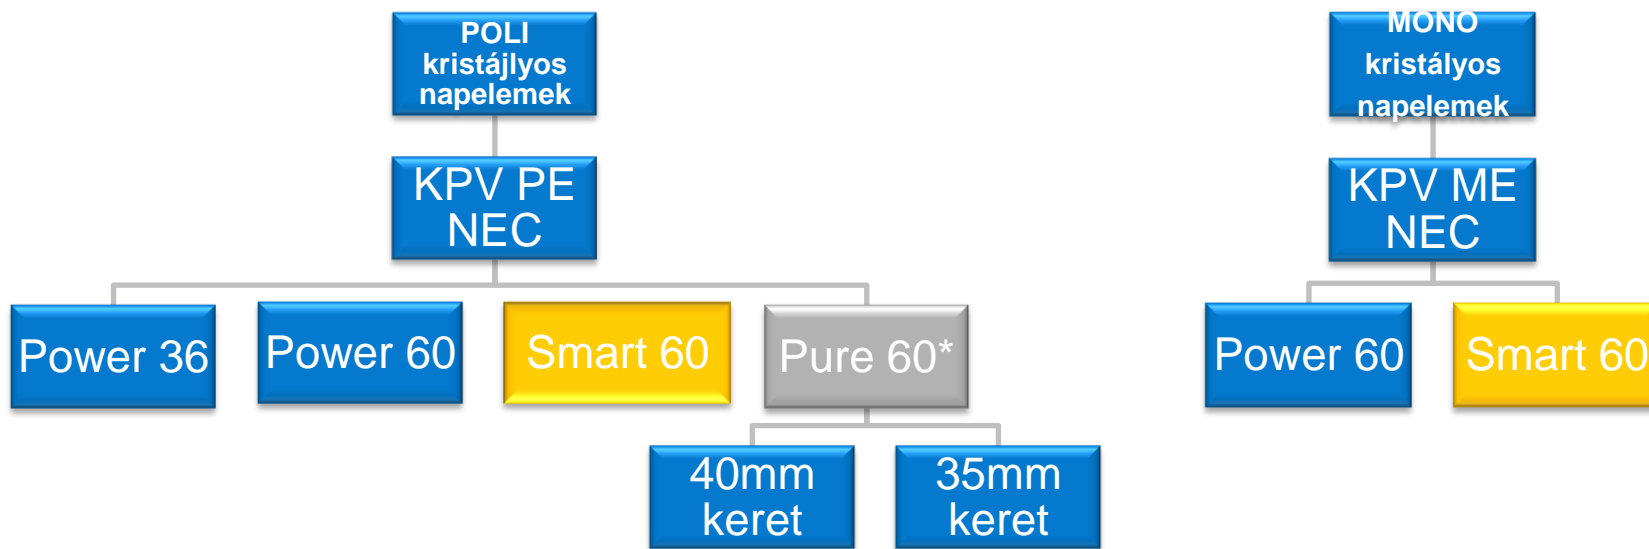 POLI
kristájlyos
napelemek
MONO
kristályos
napelemek
KPV PE
NEC
KPV ME
NEC
Power 36
Power 60
Smart 60
Pure 60*
Power 60
Smart 60
40mm
keret
35mm
keret